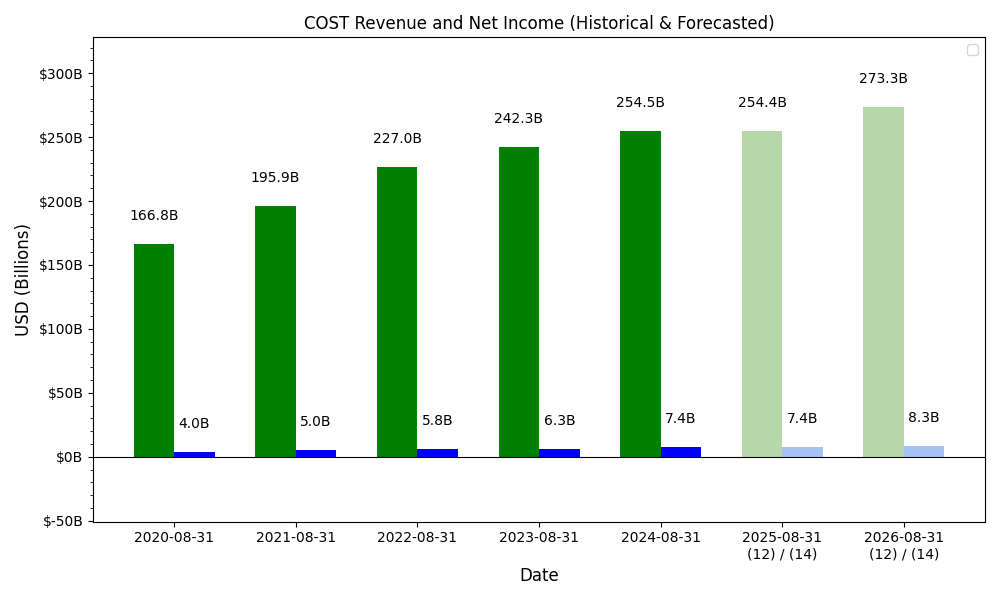 COST Revenue and Net Income (Historical & Forecasted)
USD (Billions)
$300B
$250B
$200B
$150B
$100B
$50B
$0B
$-50B
166.8B
4.0B
195.9B
5.0B
227.0B
5.8B
242.3B
6.3B
254.5B
7.4B
254.4B
7.4B
273.3B
8.3B
2020-08-31
2021-08-31
2022-08-31
2023-08-31
2024-08-31
2025-08-31
(12) / (14)
2026-08-31
(12) / (14)
Date